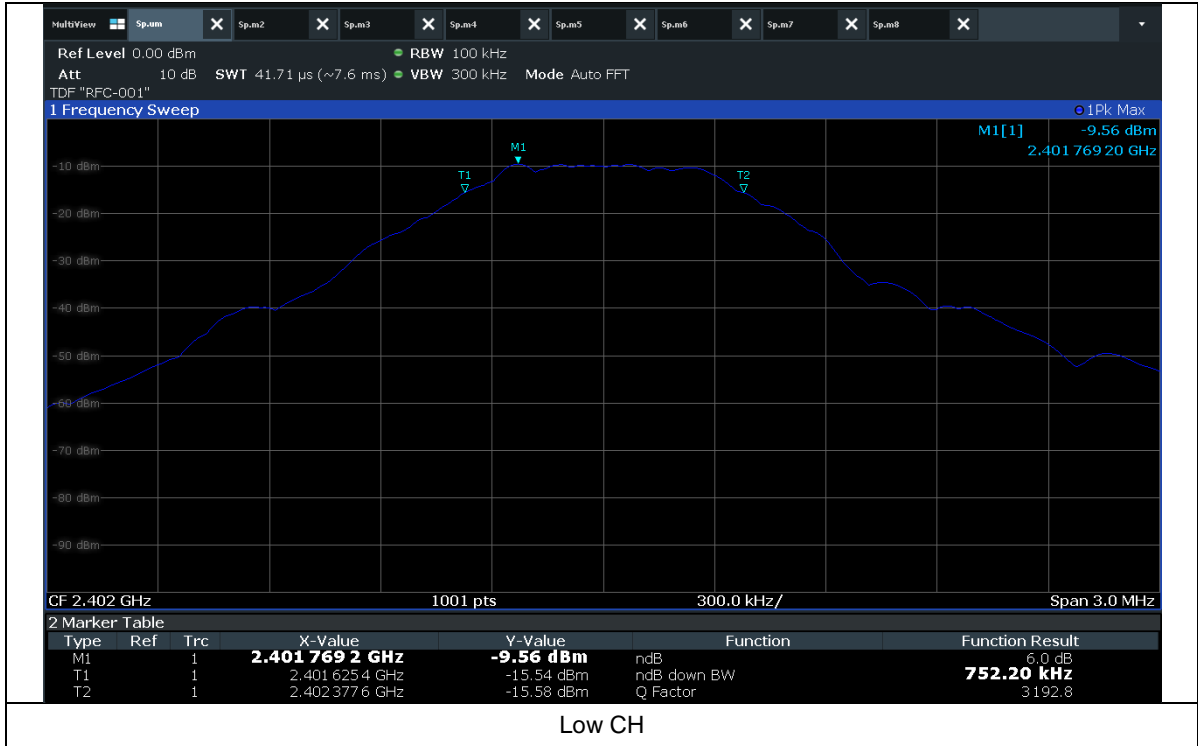 MultiView Sp.um Sp.m2 Sp.m3 Sp.m4 Sp.m5 Sp.m6 Sp.m7 Sp.m8
Ref Level 0.00 dBm RBW 100 kHz
Att 10 dB SWT 41.71 µs (~7.6 ms) VBW 300 kHz Mode Auto FFT
TDF "RFC-001"
1 Frequency Sweep 1Pk Max
M1[1] -9.56 dBm
2.401 769 20 GHz
M1
-10 dBm
T1 T2
-20 dBm
-30 dBm
-40 dBm
-50 dBm
-60 dBm
-70 dBm
-80 dBm
-90 dBm
CF 2.402 GHz 1001 pts 300.0 kHz/ Span 3.0 MHz
2 Marker Table
Type Ref Trc X-Value Y-Value Function Function Result
M1 1 2.401 769 2 GHz -9.56 dBm ndB 6.0 dB
T1 1 2.401 625 4 GHz -15.54 dBm ndB down BW 752.20 kHz
T2 1 2.402 377 6 GHz -15.58 dBm Q Factor 3192.8
Low CH